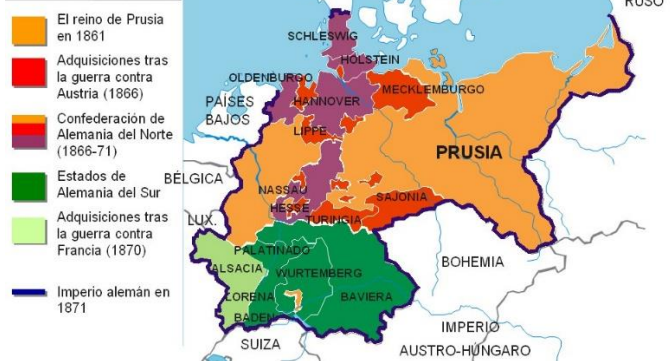 El reino de Prusia
en 1861
Adquisiciones tras
la guerra contra
Austria (1866)
Confederación de
Alemania del Norte
(1866-71)
Estados de
Alemania del Sur
Adquisiciones tras
la guerra contra
Francia (1870)
Imperio alemán en
1871
RUSO
SCHLESWIG
HOLSTEIN
OLDENBURGO
MECKLEMBURGO
PAÍSES
BAJOS
HANNOVER
LIPPE
PRUSIA
BÉLGICA
NASSAU
SAJONIA
HESSE
LUX.
TURINGIA
PALATINADO
BOHEMIA
ALSACIA
WURTEMBERG
LORENA
BAVIERA
BADEN
IMPERIO
SUIZA
AUSTRO-HÚNGARO